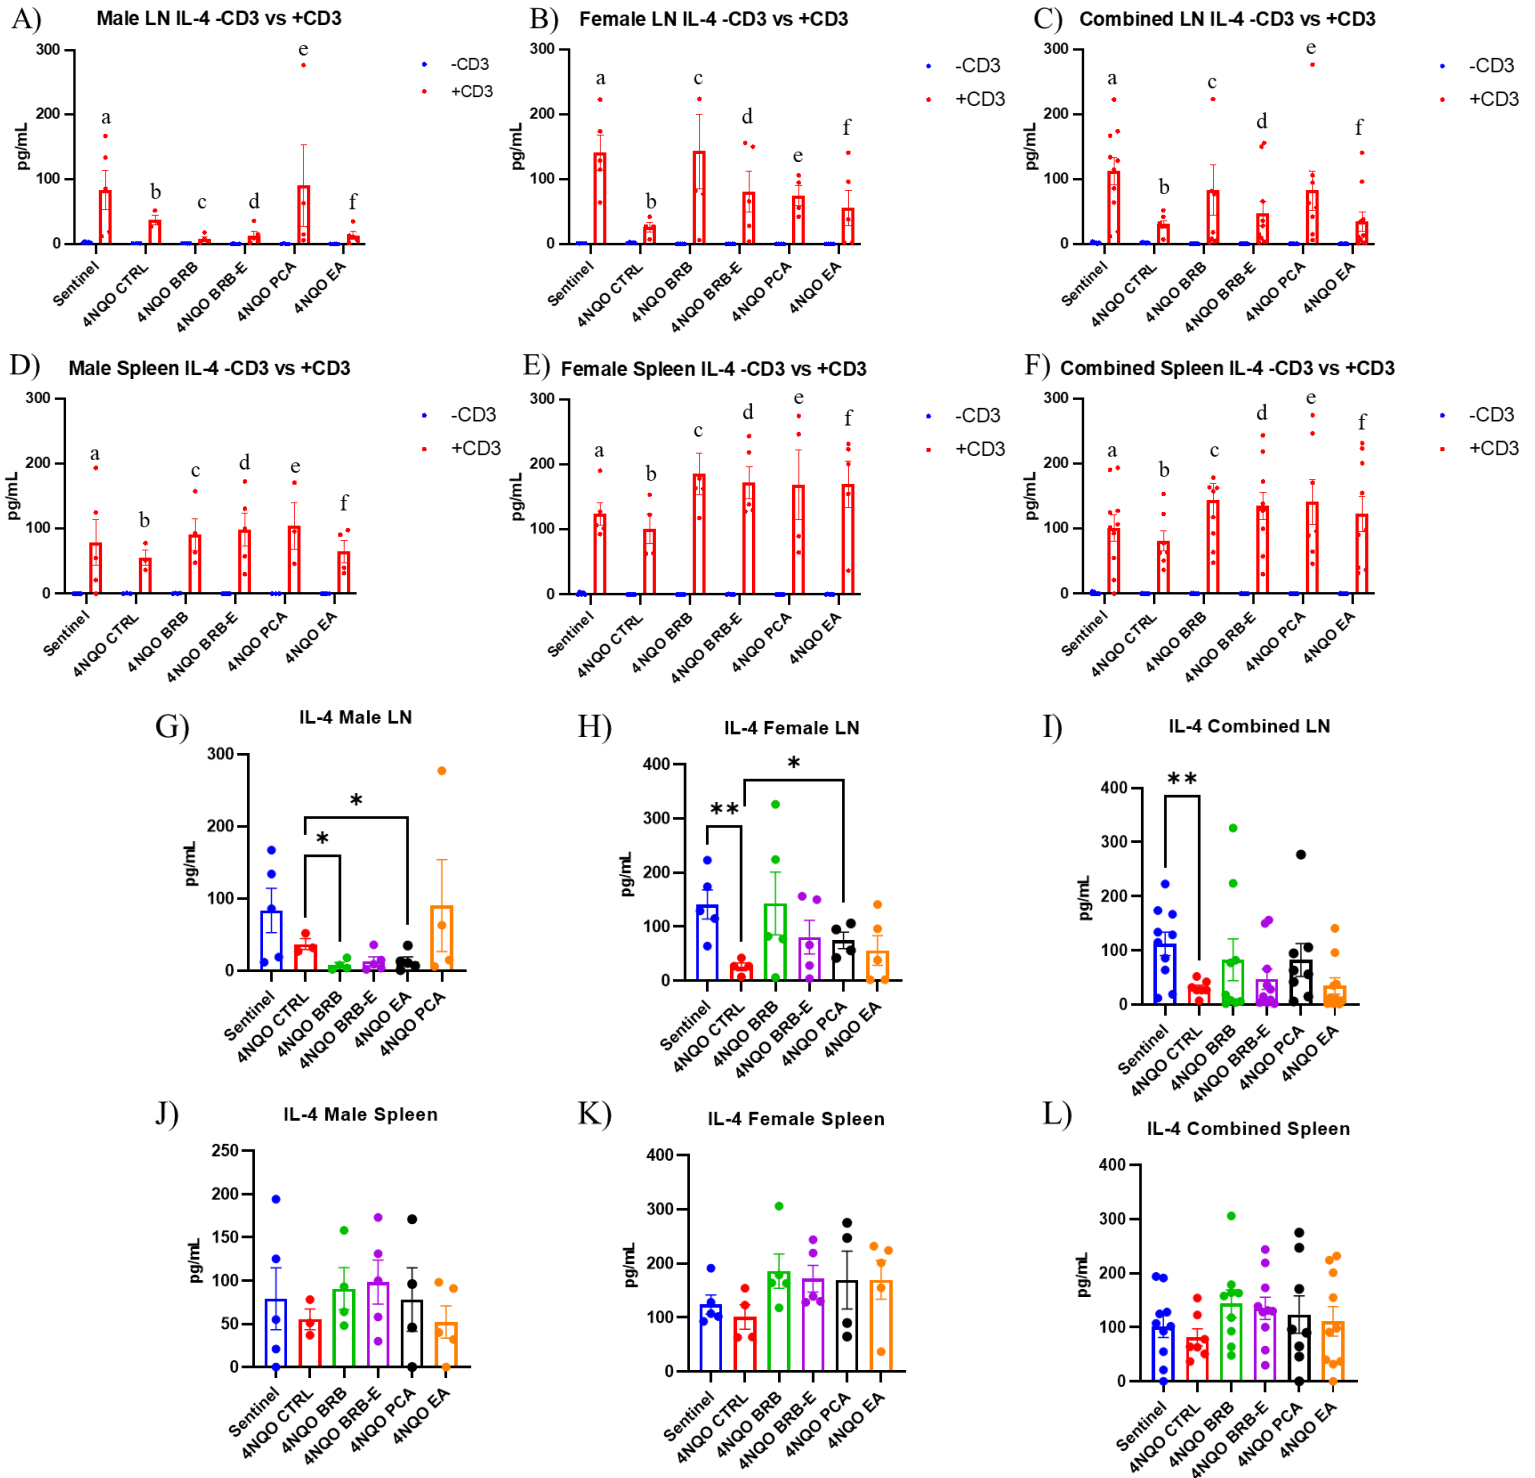 A) Male LN IL-4 -CD3 vs +CD3
300
200
100
0
pg/mL
a
b
c
d
e
f
-CD3
+CD3
Sentinel
4NQO CTRL
4NQO BRB
4NQO BRB-E
4NQO PCA
4NQO EA
B) Female LN IL-4 -CD3 vs +CD3
300
200
100
0
pg/mL
a
b
c
d
e
f
-CD3
+CD3
Sentinel
4NQO CTRL
4NQO BRB
4NQO BRB-E
4NQO PCA
4NQO EA
C) Combined LN IL-4 -CD3 vs +CD3
300
200
100
0
pg/mL
a
b
c
d
e
f
-CD3
+CD3
Sentinel
4NQO CTRL
4NQO BRB
4NQO BRB-E
4NQO PCA
4NQO EA
D) Male Spleen IL-4 -CD3 vs +CD3
300
200
100
0
pg/mL
a
b
c
d
e
f
-CD3
+CD3
Sentinel
4NQO CTRL
4NQO BRB
4NQO BRB-E
4NQO PCA
4NQO EA
E) Female Spleen IL-4 -CD3 vs +CD3
300
200
100
0
pg/mL
a
b
c
d
e
f
-CD3
+CD3
Sentinel
4NQO CTRL
4NQO BRB
4NQO BRB-E
4NQO PCA
4NQO EA
F) Combined Spleen IL-4 -CD3 vs +CD3
300
200
100
0
pg/mL
a
b
c
d
e
f
-CD3
+CD3
Sentinel
4NQO CTRL
4NQO BRB
4NQO BRB-E
4NQO PCA
4NQO EA
G) IL-4 Male LN
300
200
100
0
pg/mL
*
*
Sentinel
4NQO CTRL
4NQO BRB
4NQO BRB-E
4NQO EA
4NQO PCA
H) IL-4 Female LN
400
300
200
100
0
pg/mL
**
*
Sentinel
4NQO CTRL
4NQO BRB
4NQO BRB-E
4NQO PCA
4NQO EA
I) IL-4 Combined LN
400
300
200
100
0
pg/mL
**
Sentinel
4NQO CTRL
4NQO BRB
4NQO BRB-E
4NQO PCA
4NQO EA
J) IL-4 Male Spleen
250
200
150
100
50
0
pg/mL
Sentinel
4NQO CTRL
4NQO BRB
4NQO BRB-E
4NQO PCA
4NQO EA
K) IL-4 Female Spleen
400
300
200
100
0
pg/mL
Sentinel
4NQO CTRL
4NQO BRB
4NQO BRB-E
4NQO PCA
4NQO EA
L) IL-4 Combined Spleen
400
300
200
100
0
pg/mL
Sentinel
4NQO CTRL
4NQO BRB
4NQO BRB-E
4NQO PCA
4NQO EA